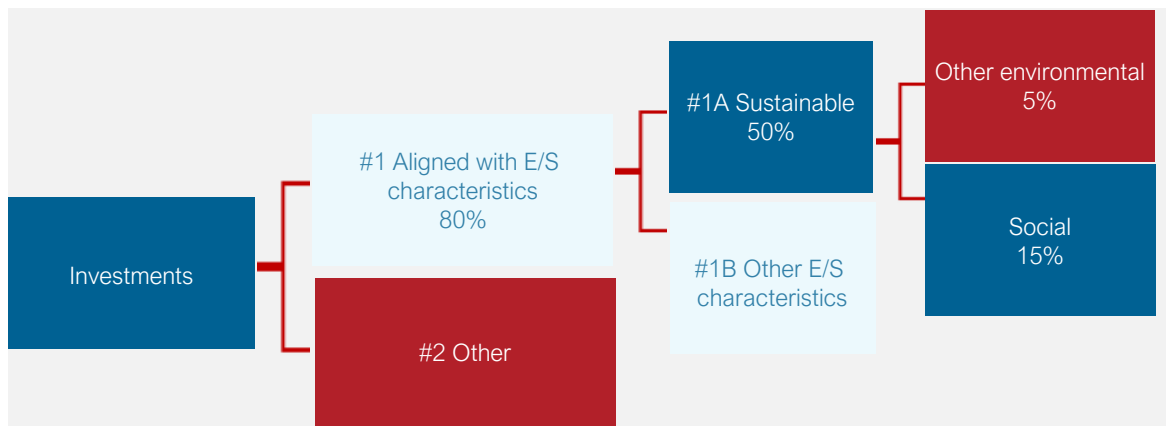 Investments
#1 Aligned with E/S
characteristics
80%
#2 Other
#1A Sustainable
50%
#1B Other E/S
characteristics
Other environmental
5%
Social
15%